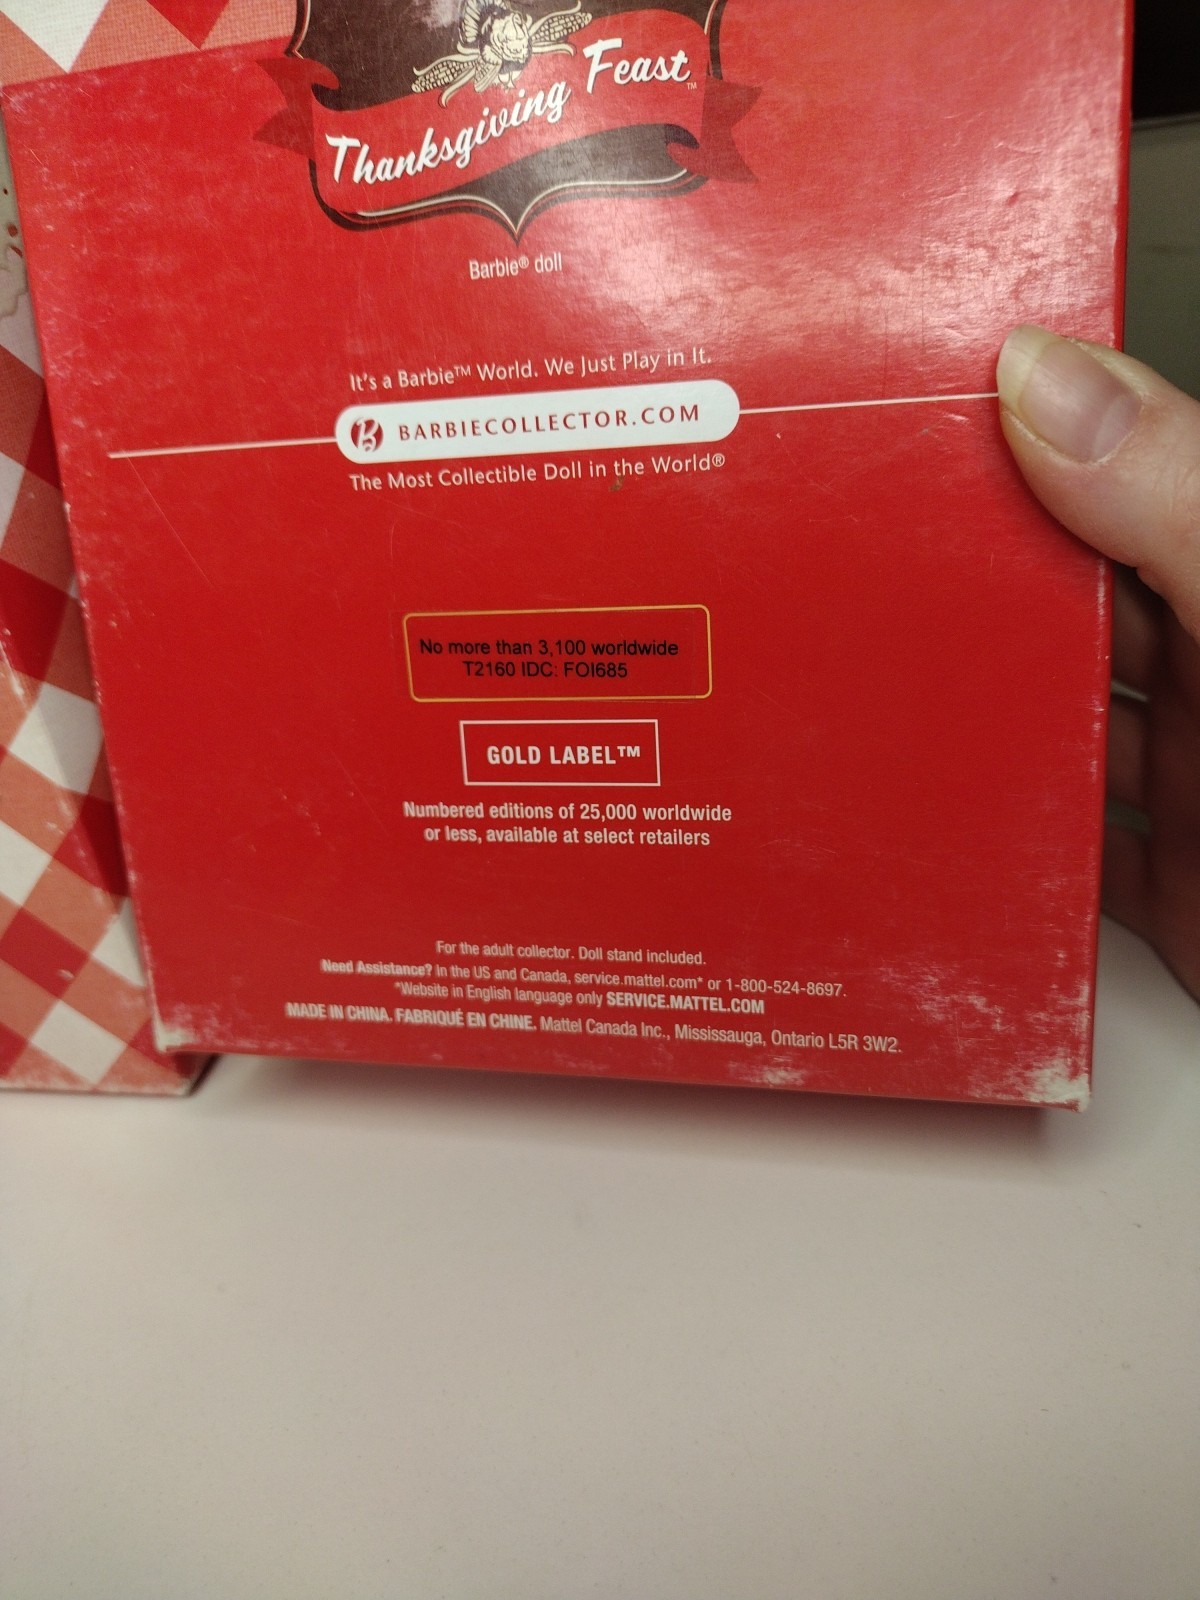 Thanksgiving Feast™
Barbie® doll
It's a Barbie™ World. We Just Play in It.
B BARBIECOLLECTOR.COM
The Most Collectible Doll in the World®
No more than 3,100 worldwide
T2160 IDC: FOI685
GOLD LABEL™
Numbered editions of 25,000 worldwide
or less, available at select retailers
For the adult collector. Doll stand included.
Need Assistance? In the US and Canada, service.mattel.com* or 1-800-524-8697.
*Website in English language only SERVICE.MATTEL.COM
MADE IN CHINA. FABRIQUÉ EN CHINE. Mattel Canada Inc., Mississauga, Ontario L5R 3W2.